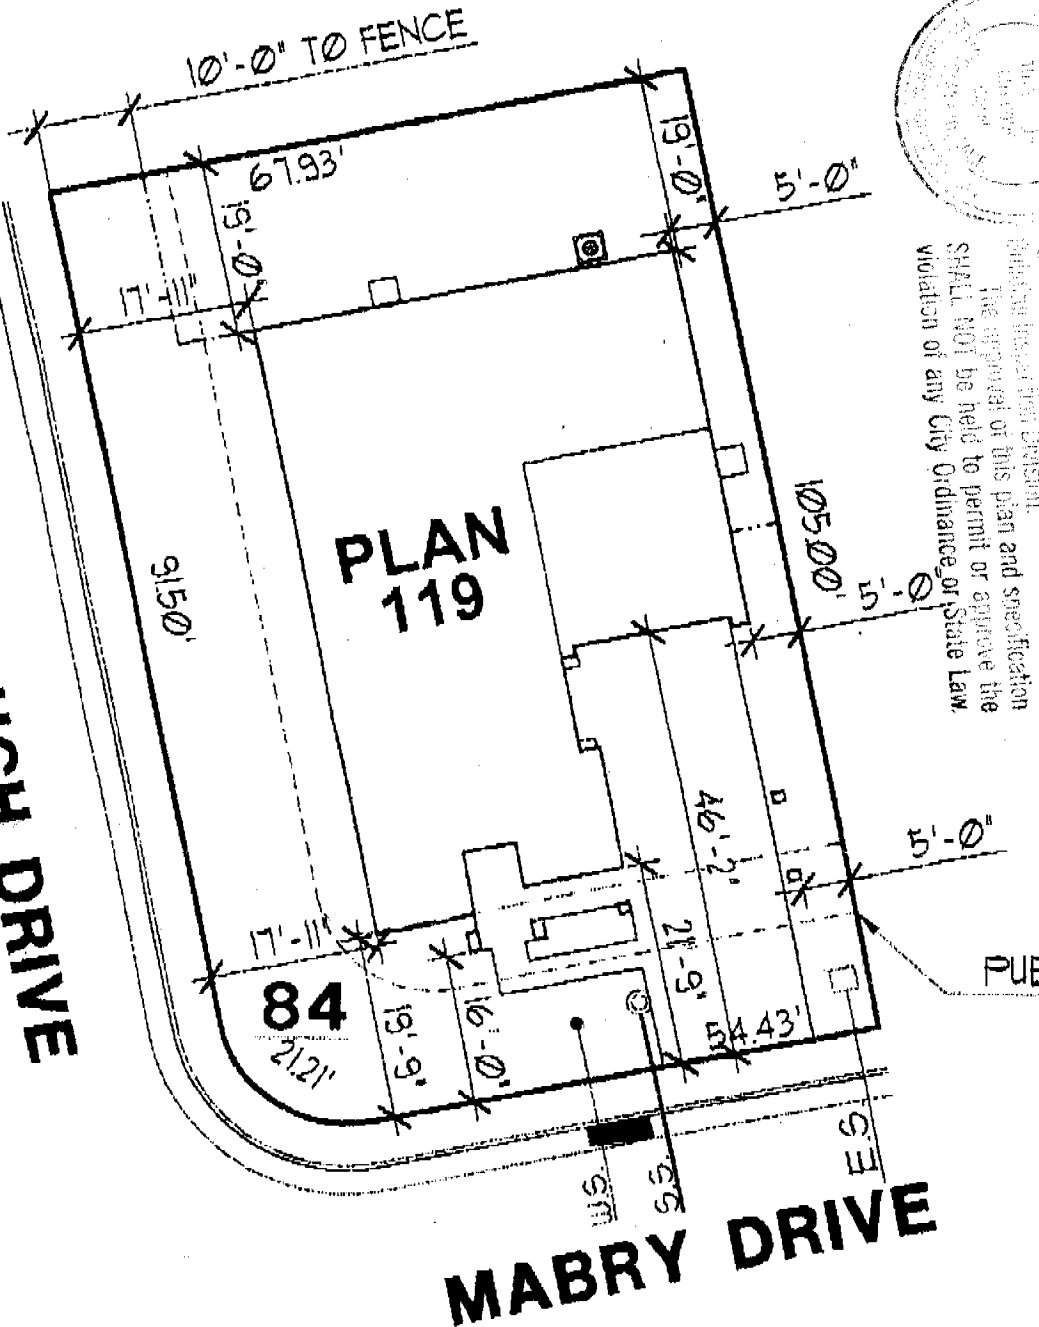 10'-0" TO FENCE
67.93'
19'-0"
19'-0"
5'-0"
17'-11"
The approval of this plan and specification
SHALL NOT be held to permit or approve the
violation of any City Ordinance or State Law.
PLAN
119
91.50'
105.00'
5'-0"
46'-2"
5'-0"
DRIVE
17'-11"
84
21.21'
19'-9"
16'-0"
21'-9"
54.43'
S.S.
E.S
MABRY DRIVE